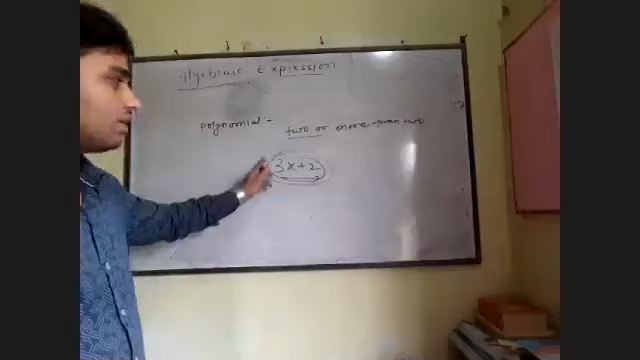 Algebraic Expression
Polynomial -
two or more than two
3x+2